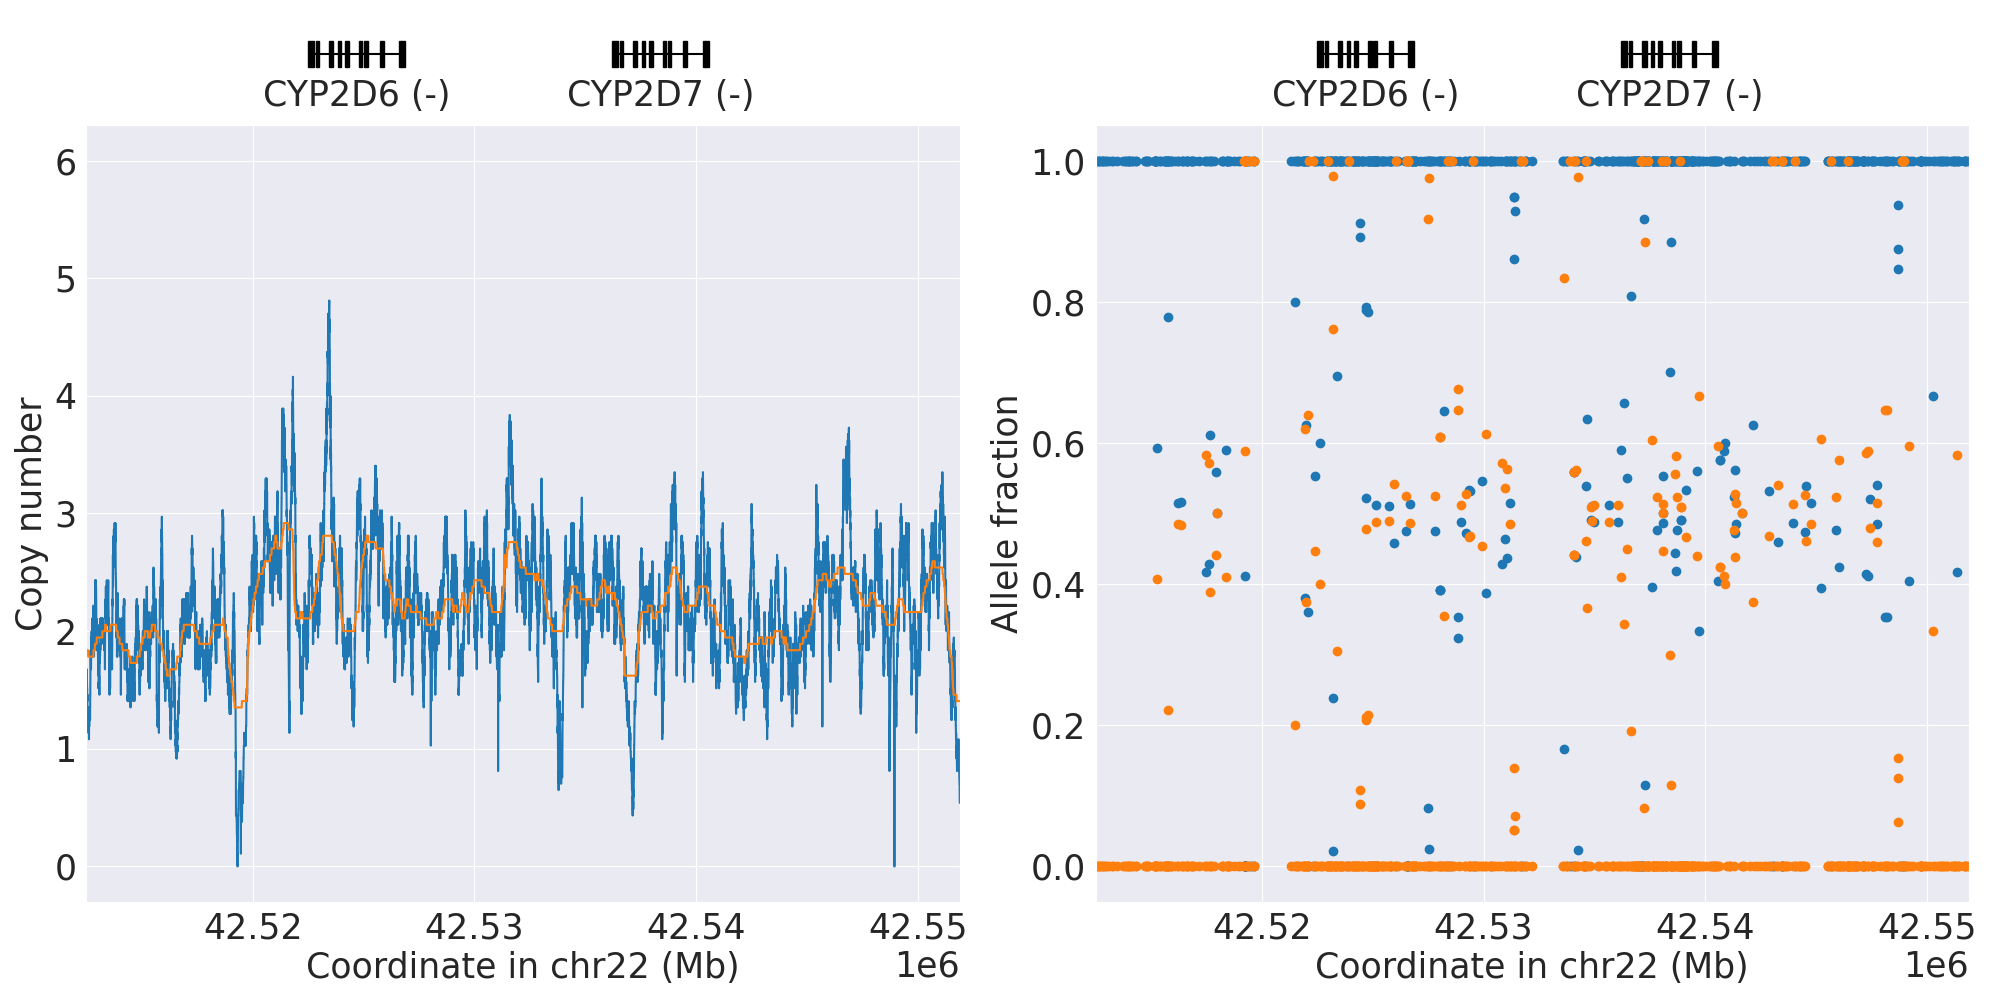 CYP2D6 (-) CYP2D7 (-)
6
5
4
3
2
1
0
Copy number
42.52 42.53 42.54 42.55
Coordinate in chr22 (Mb) 1e6
CYP2D6 (-) CYP2D7 (-)
1.0
0.8
0.6
0.4
0.2
0.0
Allele fraction
42.52 42.53 42.54 42.55
Coordinate in chr22 (Mb) 1e6